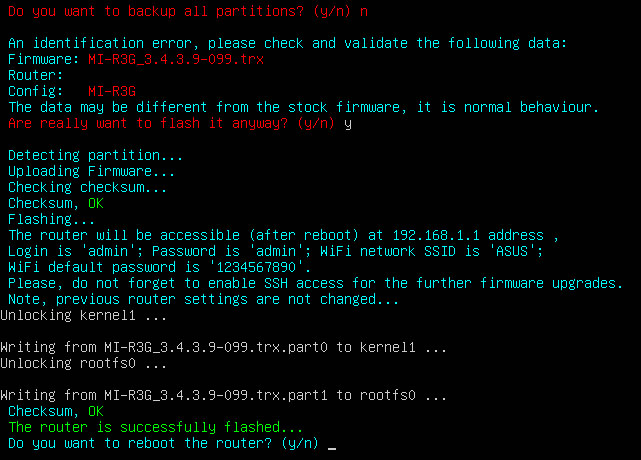 Do you want to backup all partitions? (y/n) n
An identification error, please check and validate the following data:
Firmware: MI-R3G_3.4.3.9-099.trx
Router:
Config: MI-R3G
The data may be different from the stock firmware, it is normal behaviour.
Are really want to flash it anyway? (y/n) y
Detecting partition...
Uploading Firmware...
Checking checksum...
Checksum, OK
Flashing...
The router will be accessible (after reboot) at 192.168.1.1 address ,
Login is 'admin'; Password is 'admin'; WiFi network SSID is 'ASUS';
WiFi default password is '1234567890'.
Please, do not forget to enable SSH access for the further firmware upgrades.
Note, previous router settings are not changed...
Unlocking kernel1 ...
Writing from MI-R3G_3.4.3.9-099.trx.part0 to kernel1 ...
Unlocking rootfs0 ...
Writing from MI-R3G_3.4.3.9-099.trx.part1 to rootfs0 ...
Checksum, OK
The router is successfully flashed...
Do you want to reboot the router? (y/n) _